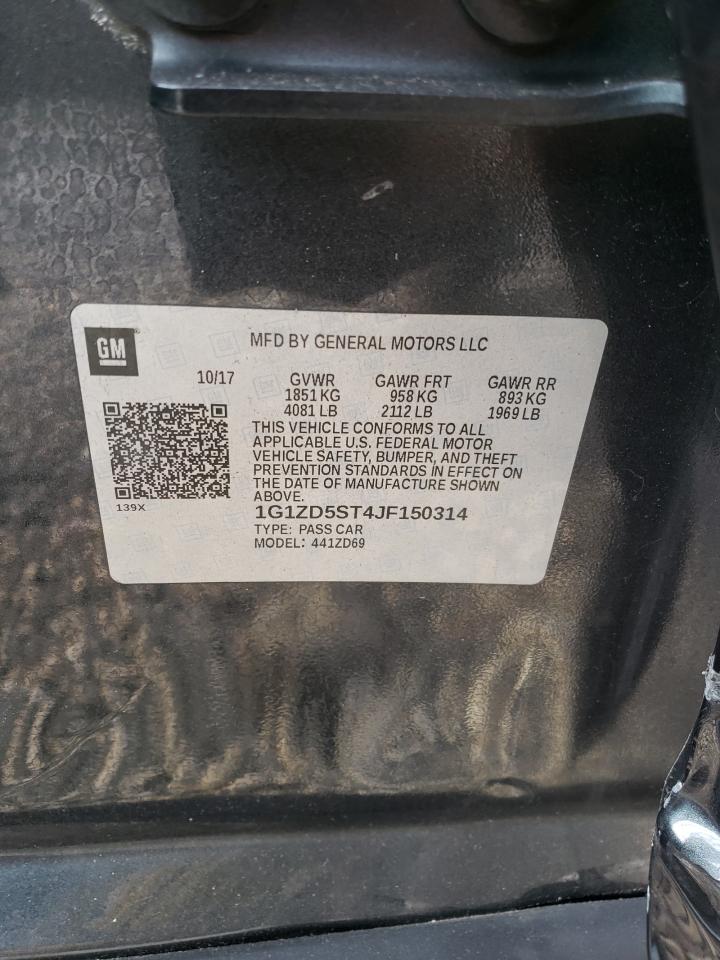 GM
MFD BY GENERAL MOTORS LLC
10/17 GVWR GAWR FRT GAWR RR
1851 KG 958 KG 893 KG
4081 LB 2112 LB 1969 LB
THIS VEHICLE CONFORMS TO ALL
APPLICABLE U.S. FEDERAL MOTOR
VEHICLE SAFETY, BUMPER, AND THEFT
PREVENTION STANDARDS IN EFFECT ON
THE DATE OF MANUFACTURE SHOWN
ABOVE.
139X
1G1ZD5ST4JF150314
TYPE: PASS CAR
MODEL: 441ZD69